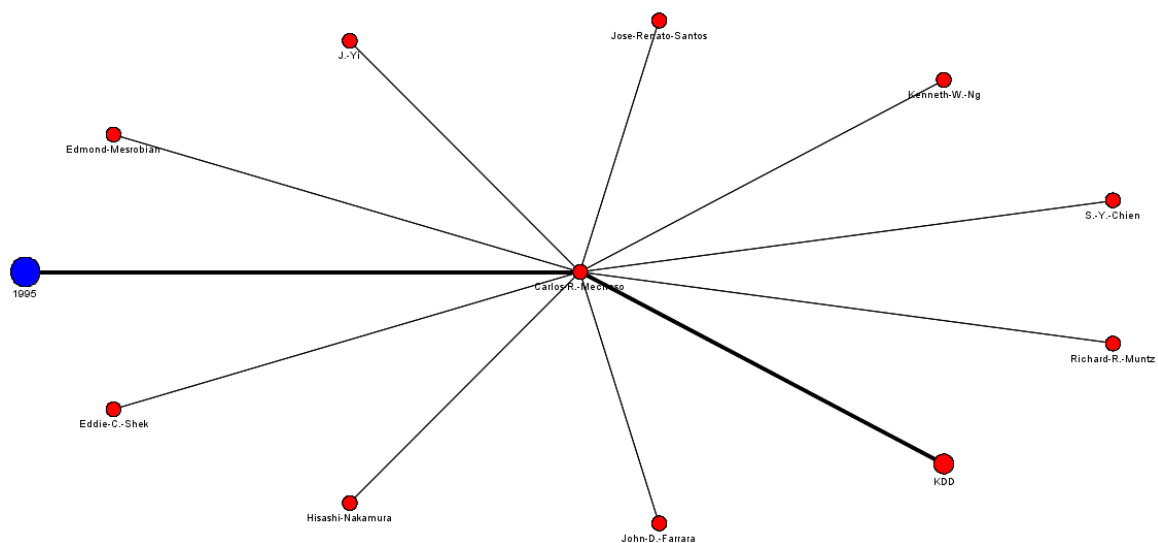 Jose-Renato-Santos
J.-Yi
Kenneth-W.-Ng
Edmond-Mesrobian
S.-Y.-Chien
Carlos-R.-Mechoso
1995
Richard-R.-Muntz
Eddie-C.-Shek
KDD
Hisashi-Nakamura
John-D.-Farrara